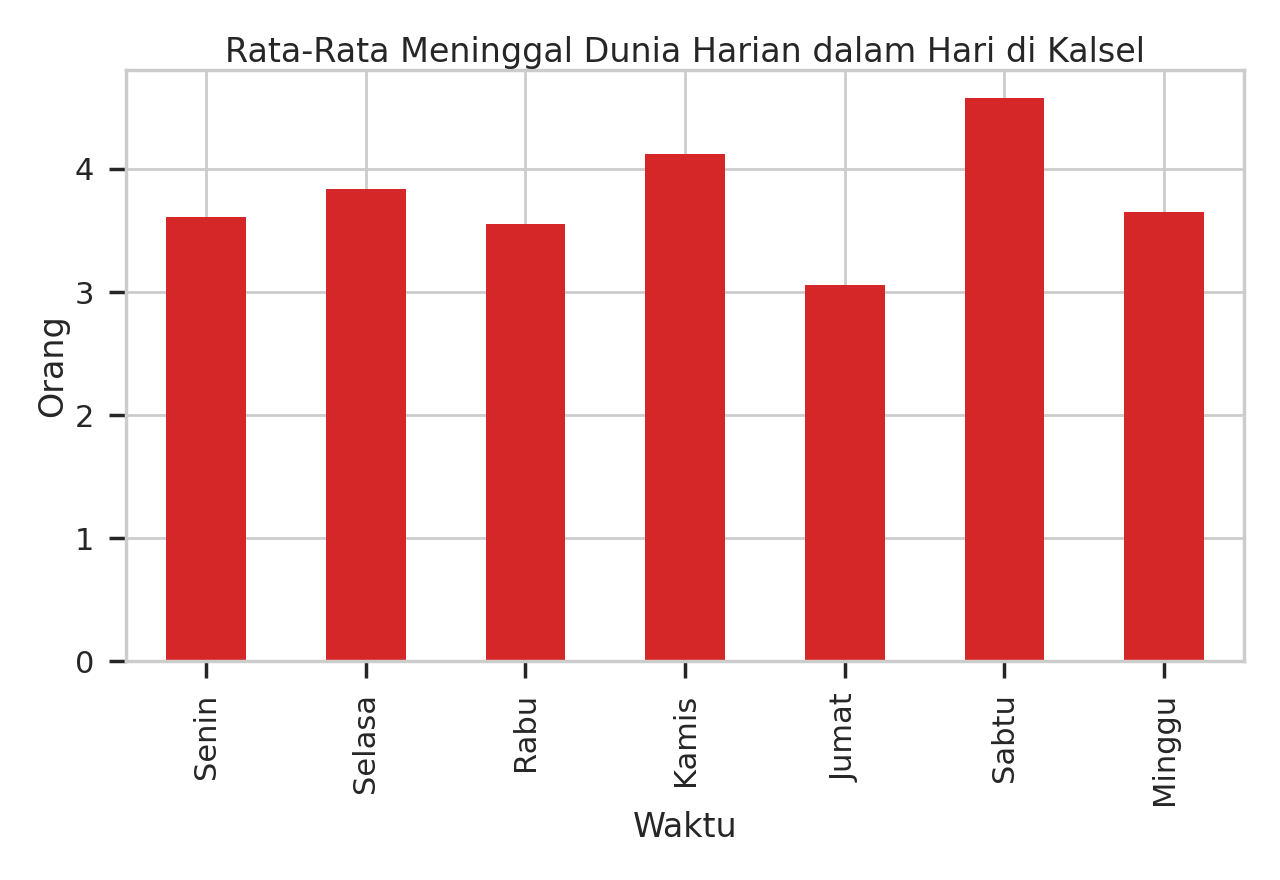 Rata-Rata Meninggal Dunia Harian dalam Hari di Kalsel
4
3
2
1
0
Orang
Senin
Selasa
Rabu
Kamis
Jumat
Sabtu
Minggu
Waktu